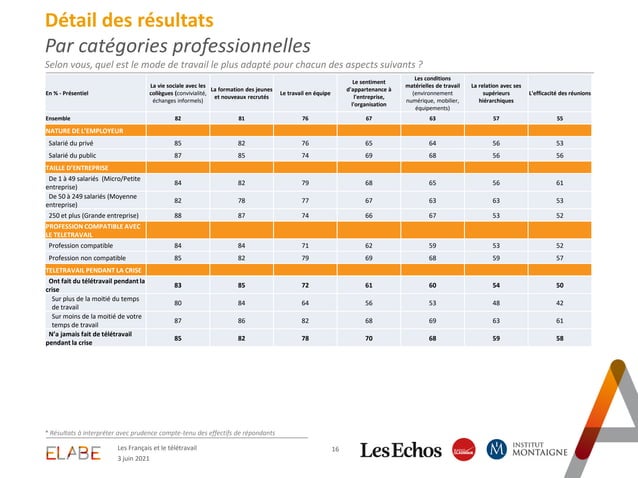 Détail des résultats
Par catégories professionnelles
Selon vous, quel est le mode de travail le plus adapté pour chacun des aspects suivants ?
En % - Présentiel
La vie sociale avec les collègues (convivialité, échanges informels)
La formation des jeunes et nouveaux recrutés
Le travail en équipe
Le sentiment d'appartenance à l'entreprise, l'organisation
Les conditions matérielles de travail (environnement numérique, mobilier, équipements)
La relation avec ses supérieurs hiérarchiques
L'efficacité des réunions
Ensemble 82 81 76 67 63 57 55
NATURE DE L'EMPLOYEUR
Salarié du privé 85 82 76 65 64 56 53
Salarié du public 87 85 74 69 68 56 56
TAILLE D'ENTREPRISE
De 1 à 49 salariés (Micro/Petite entreprise) 84 82 79 68 65 56 61
De 50 à 249 salariés (Moyenne entreprise) 82 78 77 67 63 63 53
250 et plus (Grande entreprise) 88 87 74 66 67 53 52
PROFESSION COMPATIBLE AVEC LE TELETRAVAIL
Profession compatible 84 84 71 62 59 53 52
Profession non compatible 85 82 79 69 68 59 57
TELETRAVAIL PENDANT LA CRISE
Ont fait du télétravail pendant la crise 83 85 72 61 60 54 50
Sur plus de la moitié du temps de travail 80 84 64 56 53 48 42
Sur moins de la moitié de votre temps de travail 87 86 82 68 69 63 61
N'a jamais fait de télétravail pendant la crise 85 82 78 70 68 59 58
* Résultats à interpréter avec prudence compte-tenu des effectifs de répondants
ELABE
Les Français et le télétravail
3 juin 2021
16
Les Echos
RADIO CLASSIQUE
INSTITUT MONTAIGNE